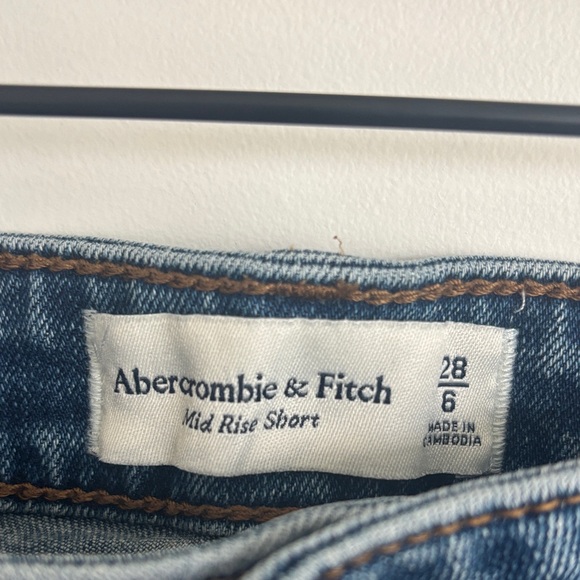 Abercrombie & Fitch
Mid Rise Short
28
6
MADE IN
CAMBODIA